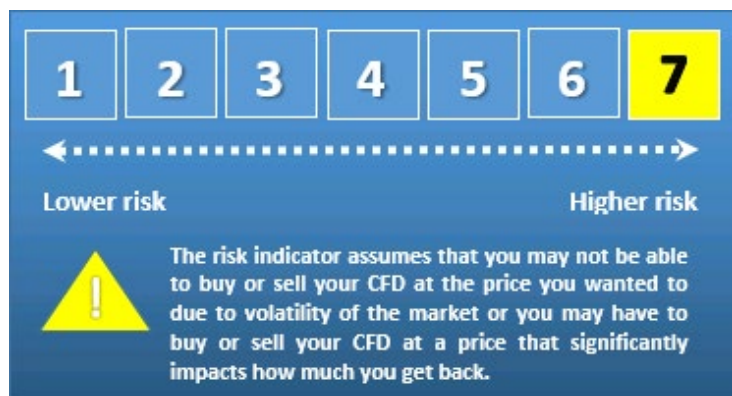 1 2 3 4 5 6 7
Lower risk Higher risk
!
The risk indicator assumes that you may not be able
to buy or sell your CFD at the price you wanted to
due to volatility of the market or you may have to
buy or sell your CFD at a price that significantly
impacts how much you get back.